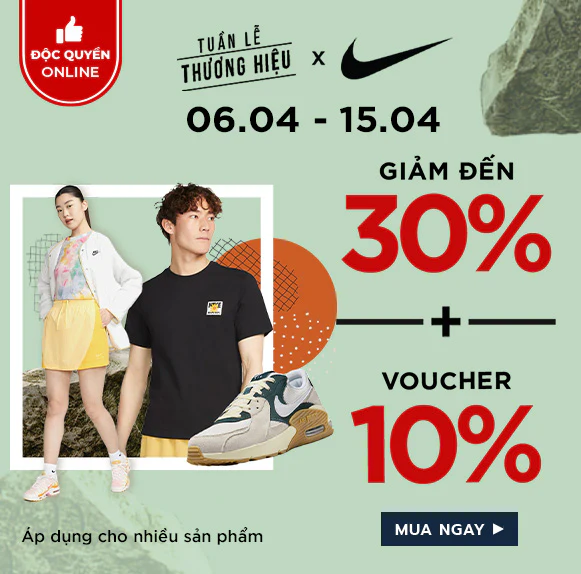 ĐỘC QUYỀN
ONLINE
TUẦN LỄ
THƯƠNG HIỆU x
06.04 - 15.04
GIẢM ĐẾN
30%
+
VOUCHER
10%
MUA NGAY ▶
Áp dụng cho nhiều sản phẩm